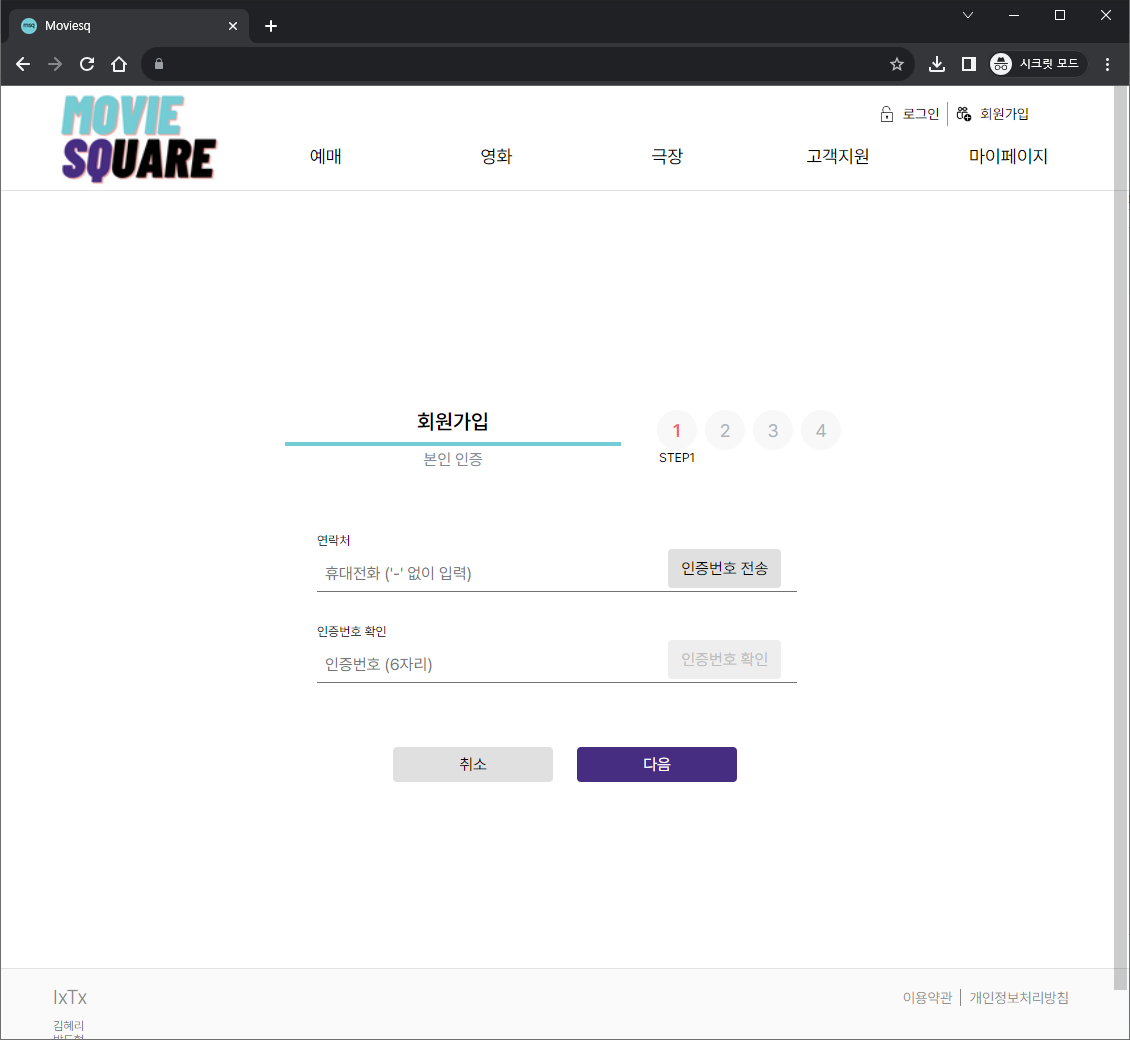 msq Moviesq
시크릿 모드
MOVIE
SQUARE
로그인 회원가입
예매 영화 극장 고객지원 마이페이지
회원가입
본인 인증
1 2 3 4
STEP1
연락처
휴대전화 ('-' 없이 입력)
인증번호 전송
인증번호 확인
인증번호 (6자리)
인증번호 확인
취소 다음
IxTx
이용약관 개인정보처리방침
김혜리